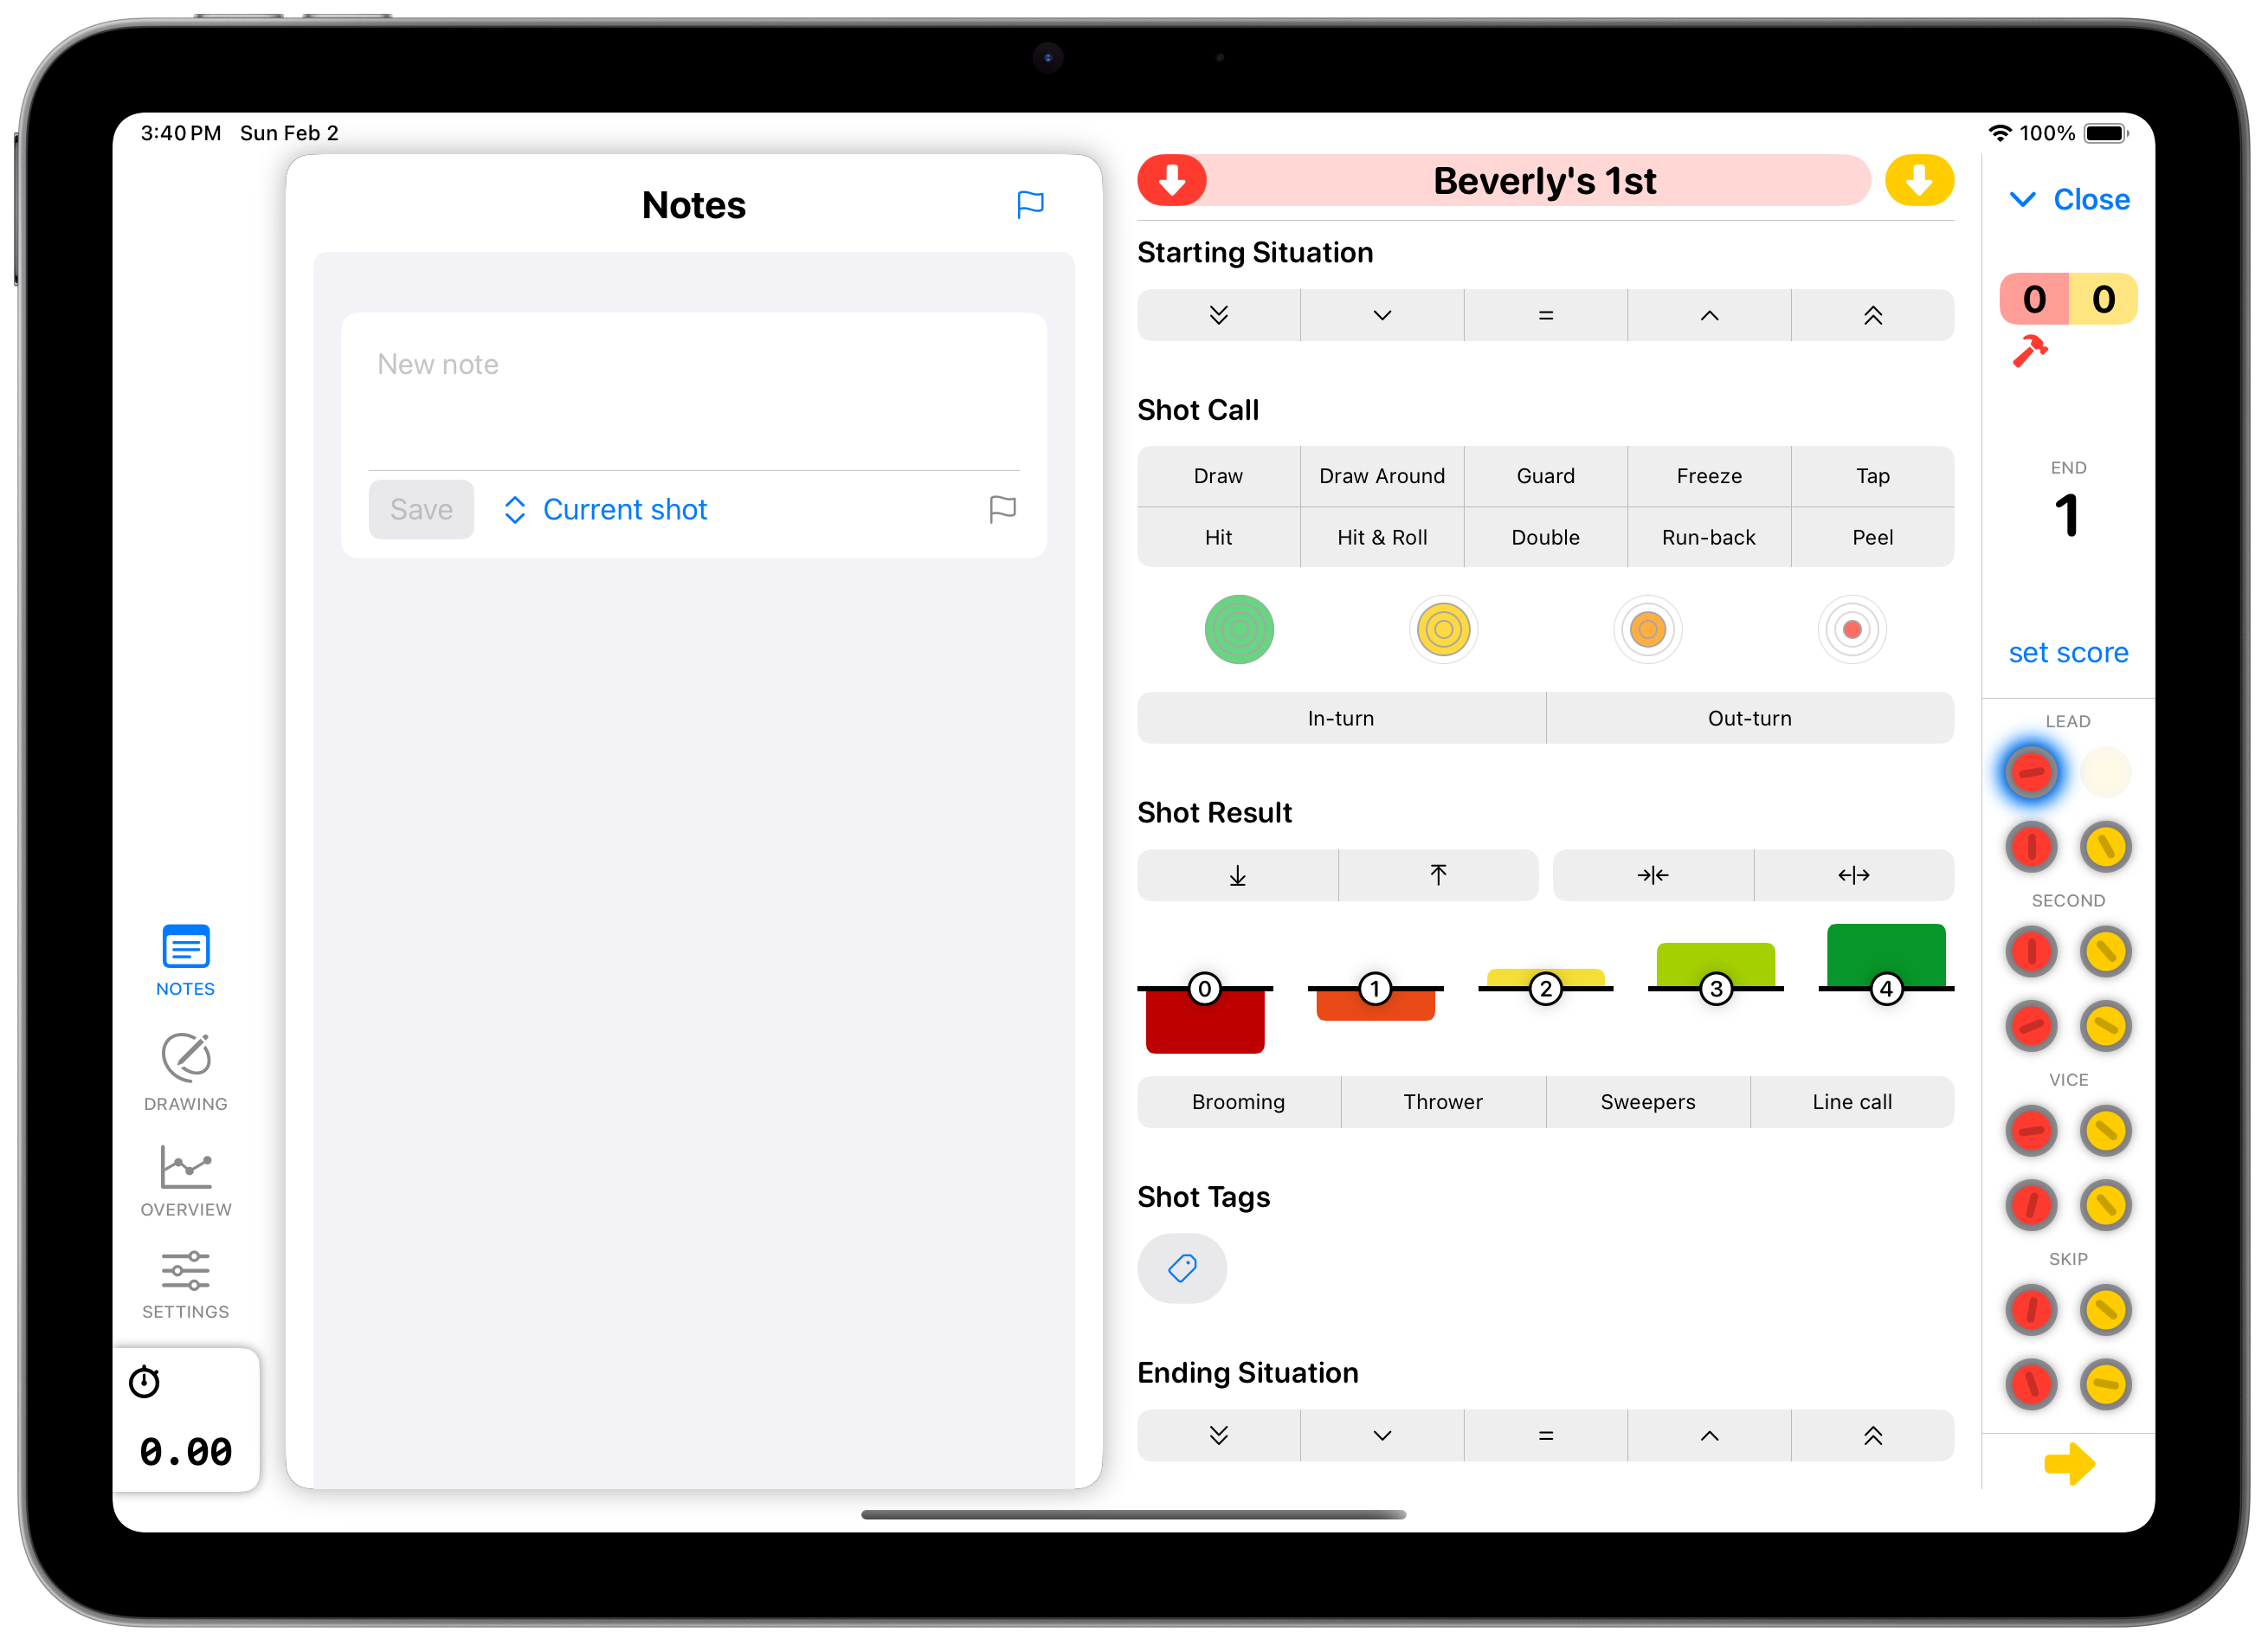 3:40 PM Sun Feb 2
100%
Notes
New note
Save
Current shot
NOTES
DRAWING
OVERVIEW
SETTINGS
0.00
Beverly's 1st
Starting Situation
=
Shot Call
Draw
Draw Around
Guard
Freeze
Tap
Hit
Hit & Roll
Double
Run-back
Peel
In-turn
Out-turn
Shot Result
0
1
2
3
4
Brooming
Thrower
Sweepers
Line call
Shot Tags
Ending Situation
=
Close
0 0
END
1
set score
LEAD
SECOND
VICE
SKIP